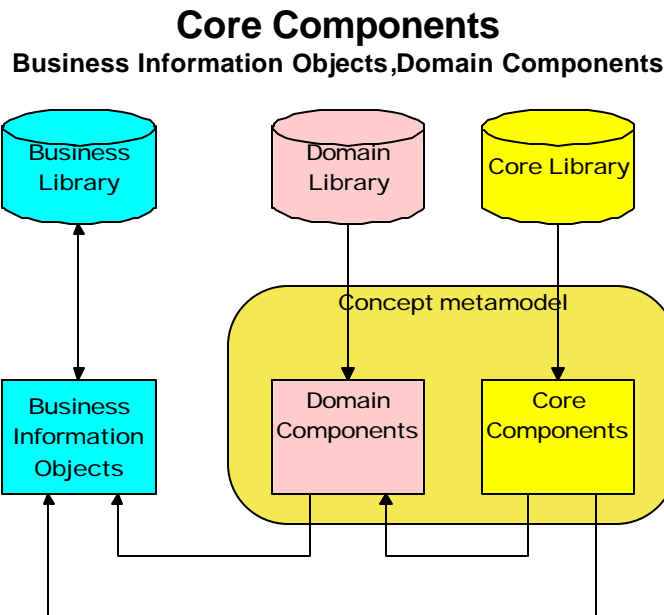 Core Components
Business Information Objects,Domain Components
Business
Library
Domain
Library
Core Library
Concept metamodel
Business
Information
Objects
Domain
Components
Core
Components